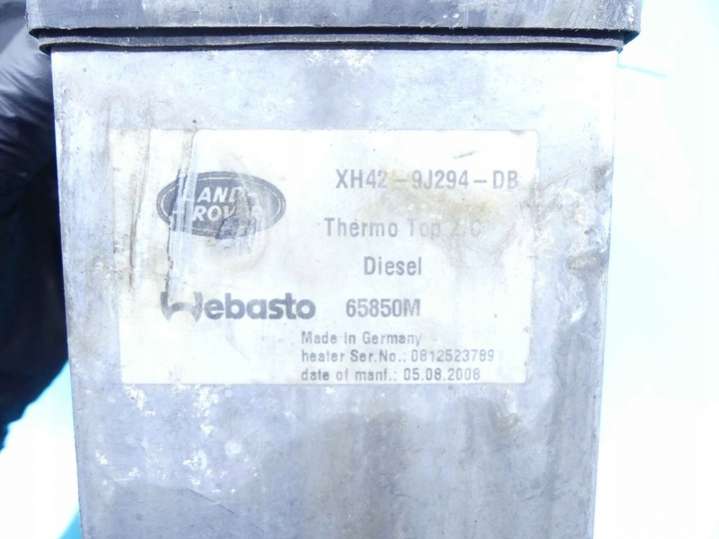 LAND ROVER
XH42-9J294-DB
Thermo Top Z/C
Diesel
Webasto 65850M
Made in Germany
heater Ser.No.: 0812523789
date of manf.: 05.08.2008